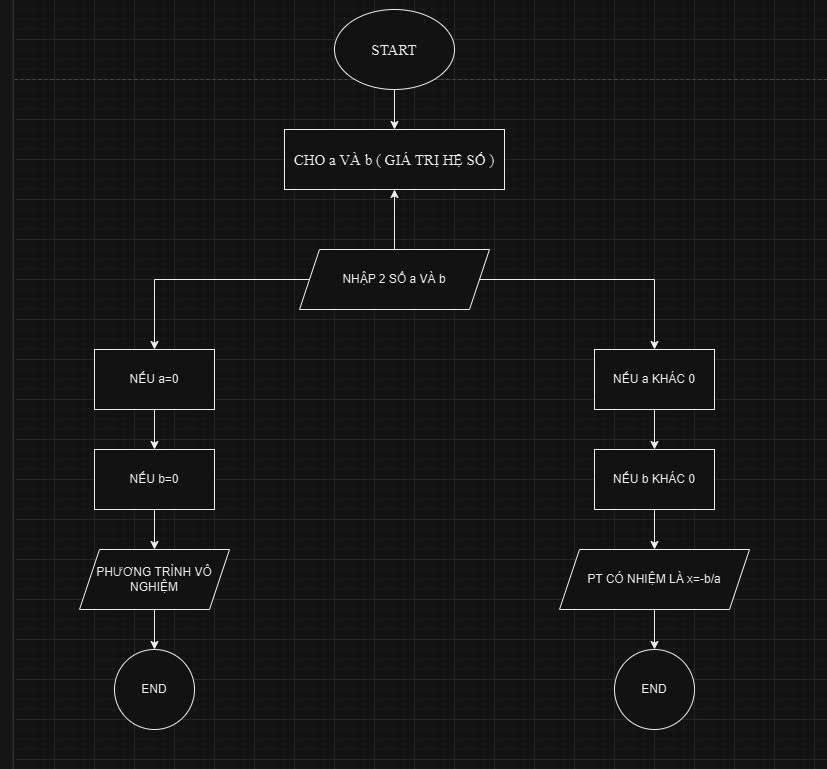 START
CHO a VÀ b ( GIÁ TRỊ HỆ SỐ )
NHẬP 2 SỐ a VÀ b
NẾU a=0
NẾU a KHÁC 0
NẾU b=0
NẾU b KHÁC 0
PHƯƠNG TRÌNH VÔ
NGHIỆM
PT CÓ NHIỆM LÀ x=-b/a
END
END